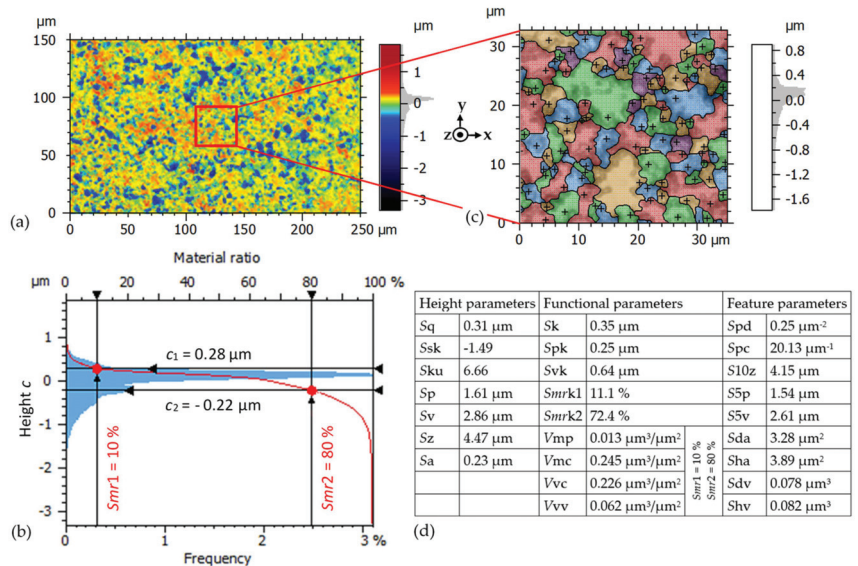 µm
150
100
50
0
0 50 100 150 200 250 µm
µm
1
0
-1
-2
-3
(a)
y
z x
µm
30
20
10
0
0 10 20 30 µm
(c)
µm
0.8
0.4
0.0
-0.4
-0.8
-1.2
-1.6
Material ratio
µm 0 20 40 60 80 100 %
10
1
0
-1
-2
-3
Height c
c1 = 0.28 µm
c2 = - 0.22 µm
Smr1 = 10 %
Smr2 = 80 %
0 1 2 3 %
Frequency
(b)
Height parameters Functional parameters Feature parameters
Sq 0.31 µm Sk 0.35 µm Spd 0.25 µm⁻²
Ssk -1.49 Spk 0.25 µm Spc 20.13 µm⁻¹
Sku 6.66 Svk 0.64 µm S10z 4.15 µm
Sp 1.61 µm Smrk1 11.1 % S5p 1.54 µm
Sv 2.86 µm Smrk2 72.4 % S5v 2.61 µm
Sz 4.47 µm Vmp 0.013 µm³/µm² Sda 3.28 µm²
Sa 0.23 µm Vmc 0.245 µm³/µm² Sha 3.89 µm²
Vvc 0.226 µm³/µm² Sdv 0.078 µm³
Vvv 0.062 µm³/µm² Shv 0.082 µm³
Smr1 = 10 %
Smr2 = 80 %
(d)